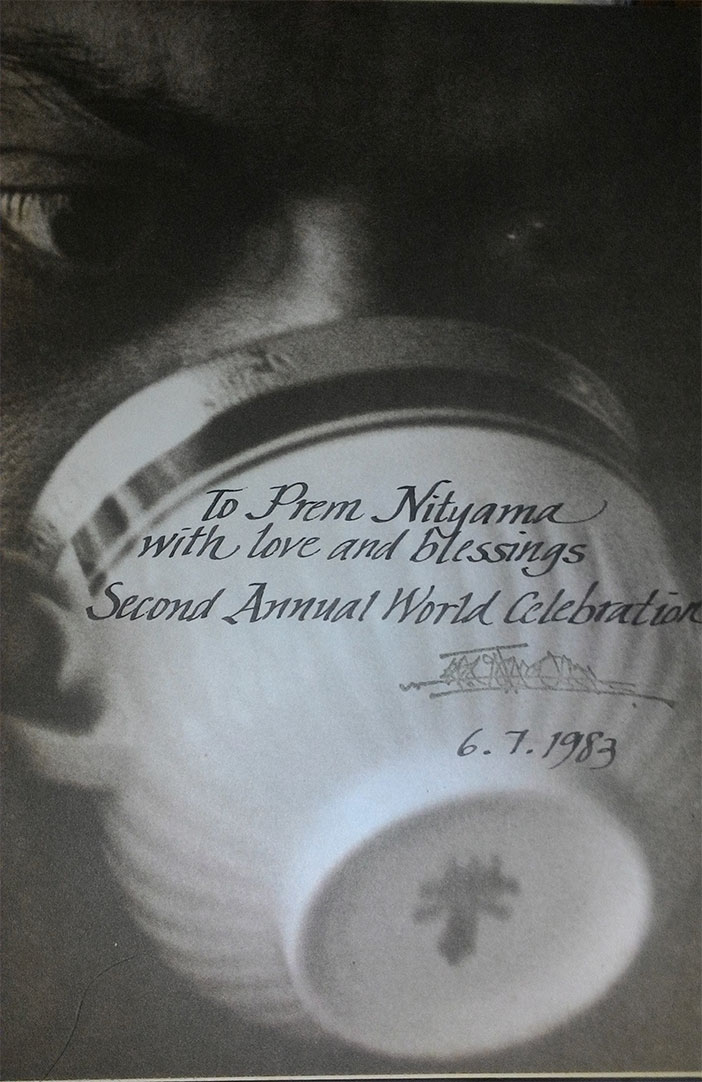 To Prem Nityama
with love and blessings
Second Annual World Celebration
6.7.1983